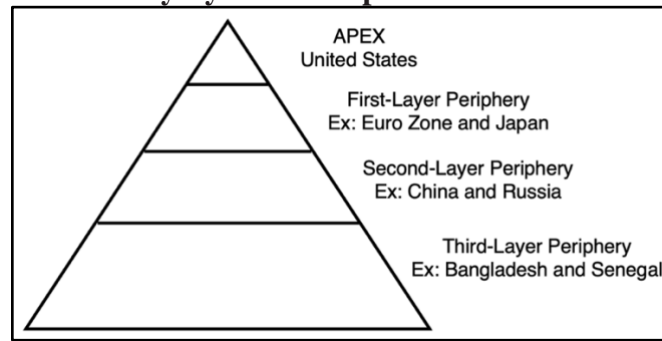 APEX
United States
First-Layer Periphery
Ex: Euro Zone and Japan
Second-Layer Periphery
Ex: China and Russia
Third-Layer Periphery
Ex: Bangladesh and Senegal